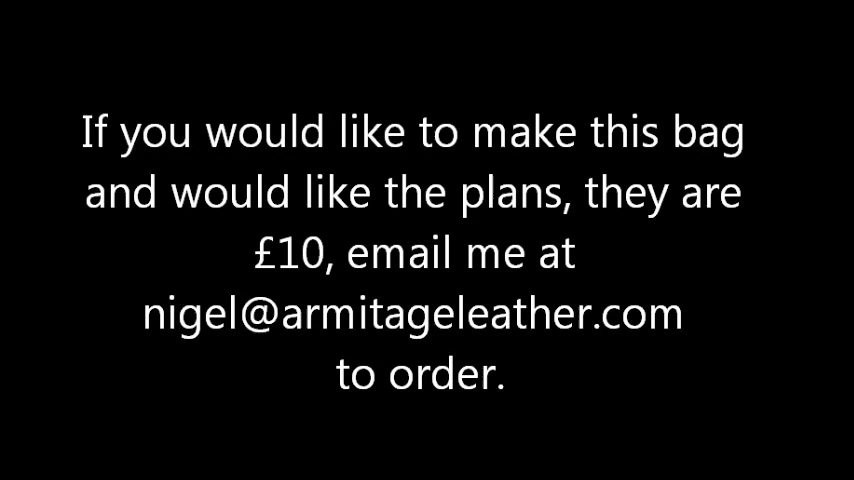 If you would like to make this bag
and would like the plans, they are
£10, email me at
nigel@armitageleather.com
to order.